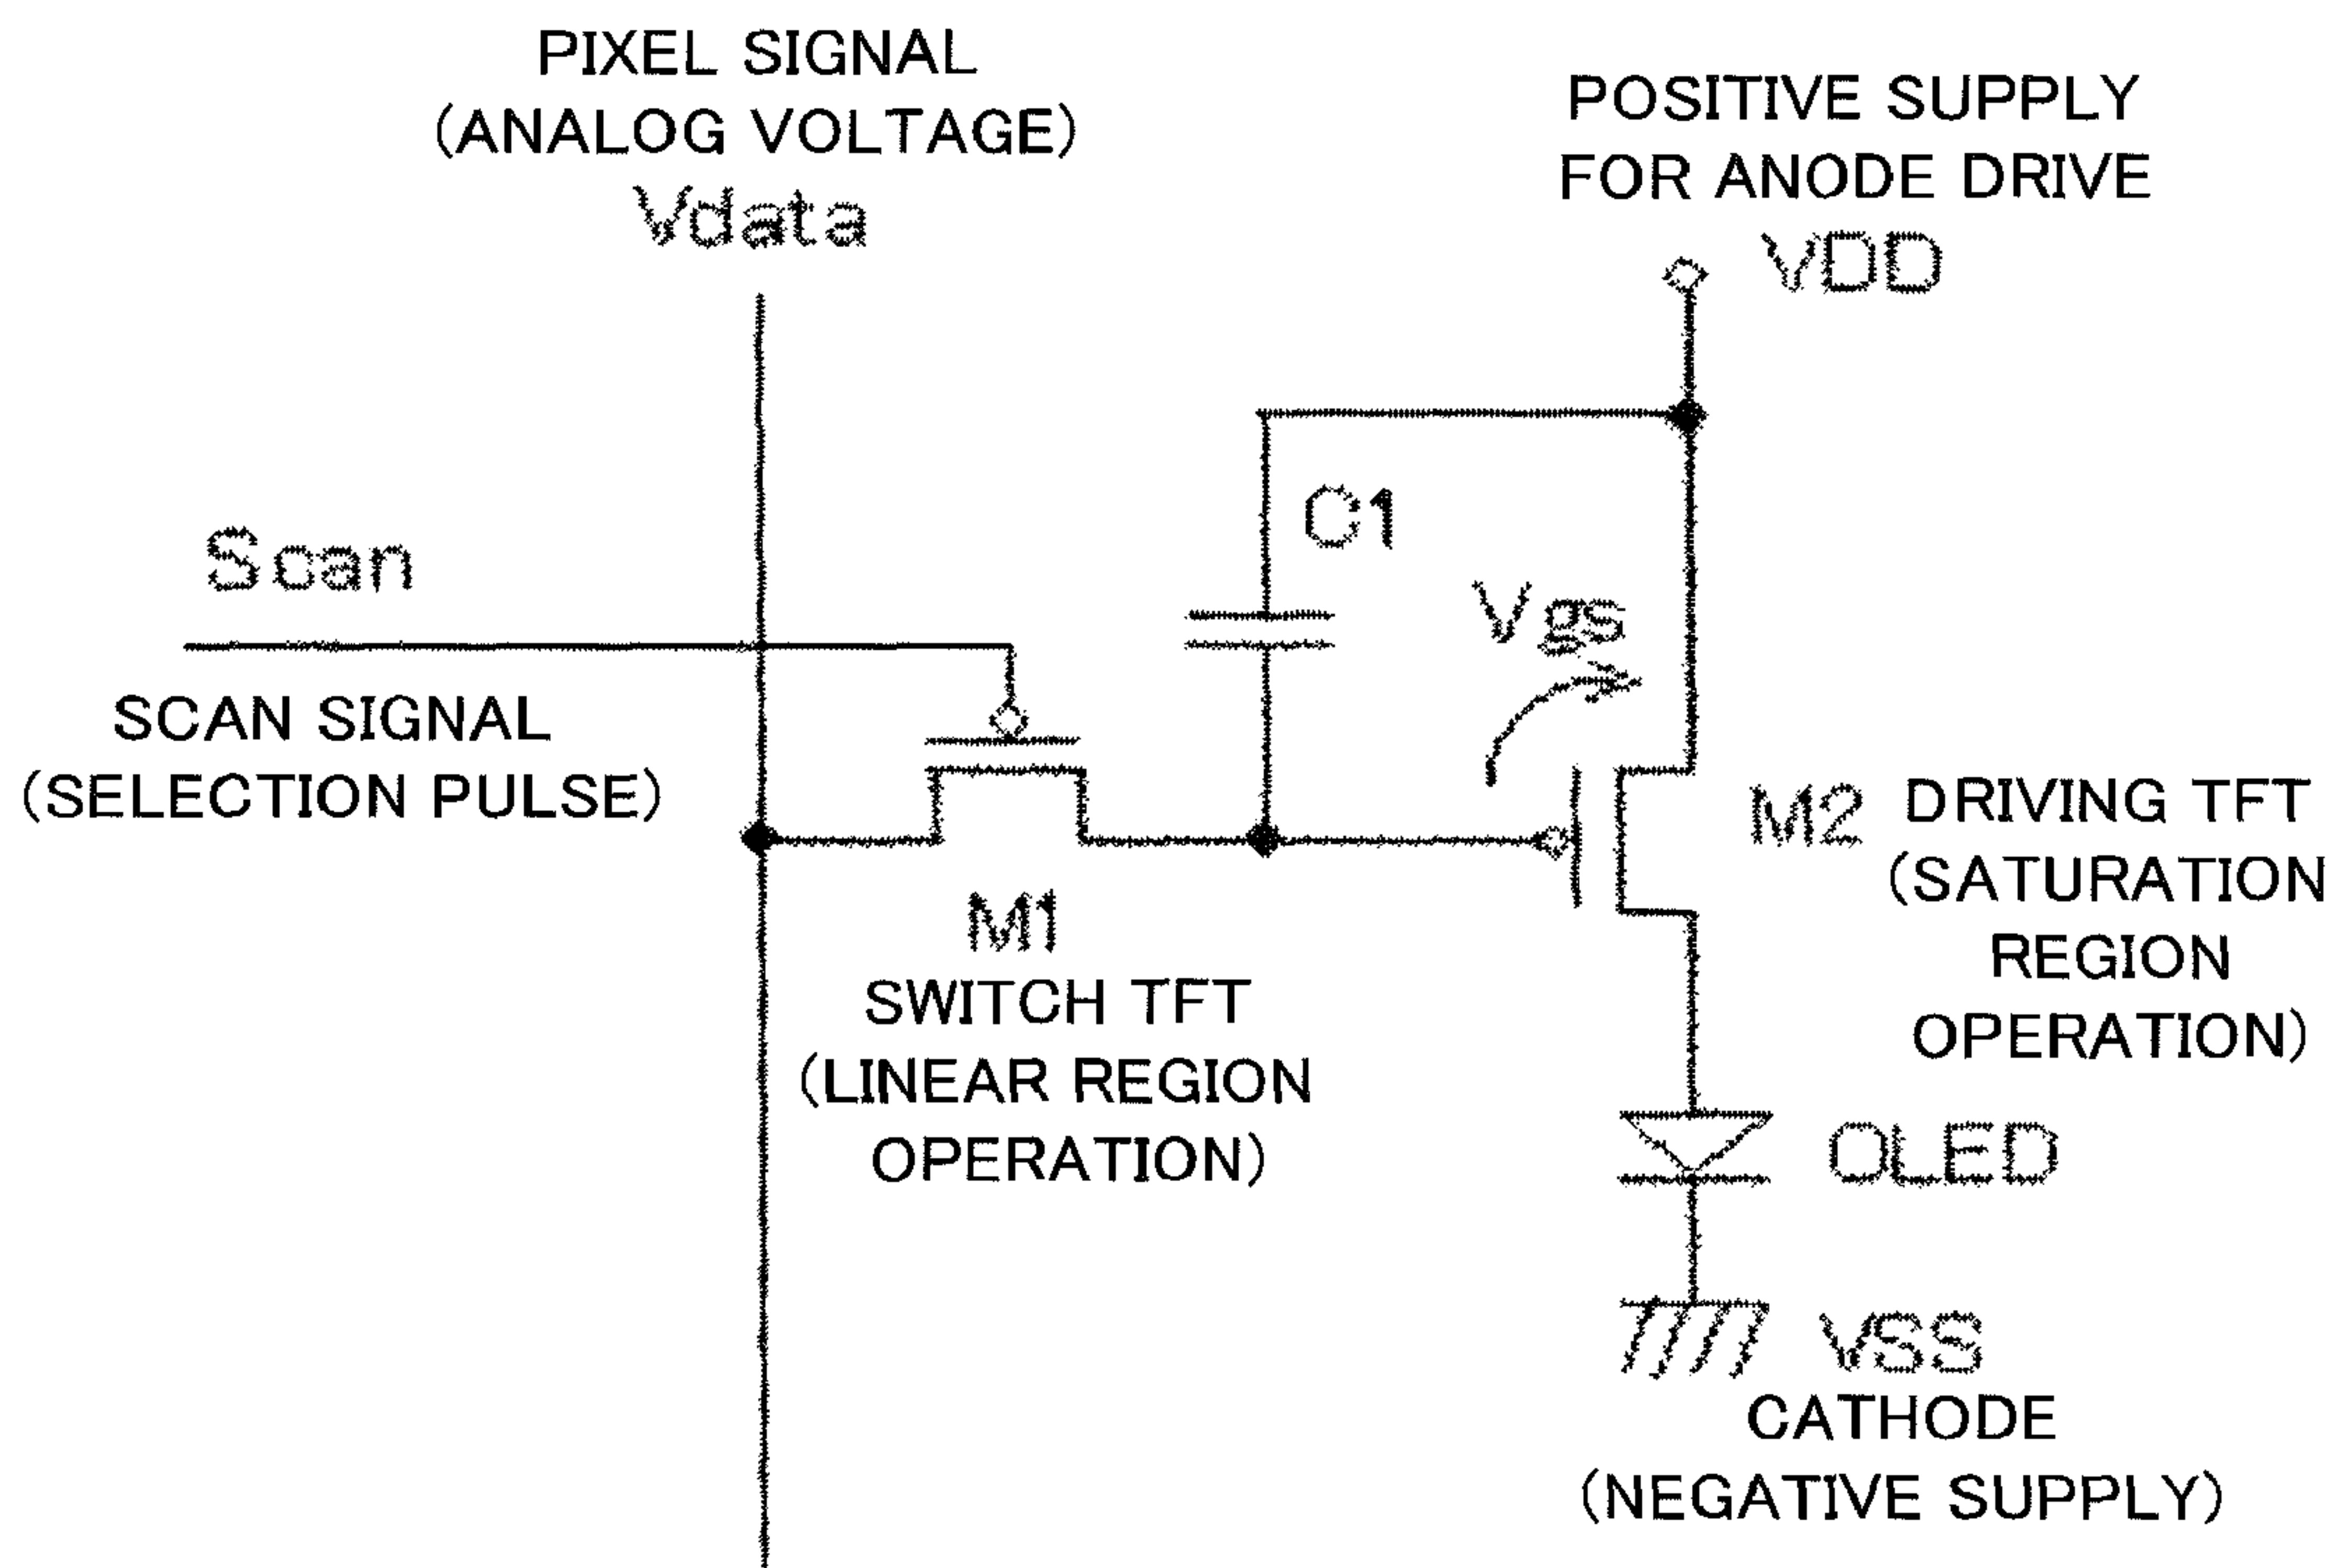 PIXEL SIGNAL
(ANALOG VOLTAGE)
Vdata
POSITIVE SUPPLY
FOR ANODE DRIVE
VDD
C1
Scan
Vgs
SCAN SIGNAL
(SELECTION PULSE)
M1
SWITCH TFT
(LINEAR REGION
OPERATION)
M2 DRIVING TFT
(SATURATION
REGION
OPERATION)
OLED
VSS
CATHODE
(NEGATIVE SUPPLY)